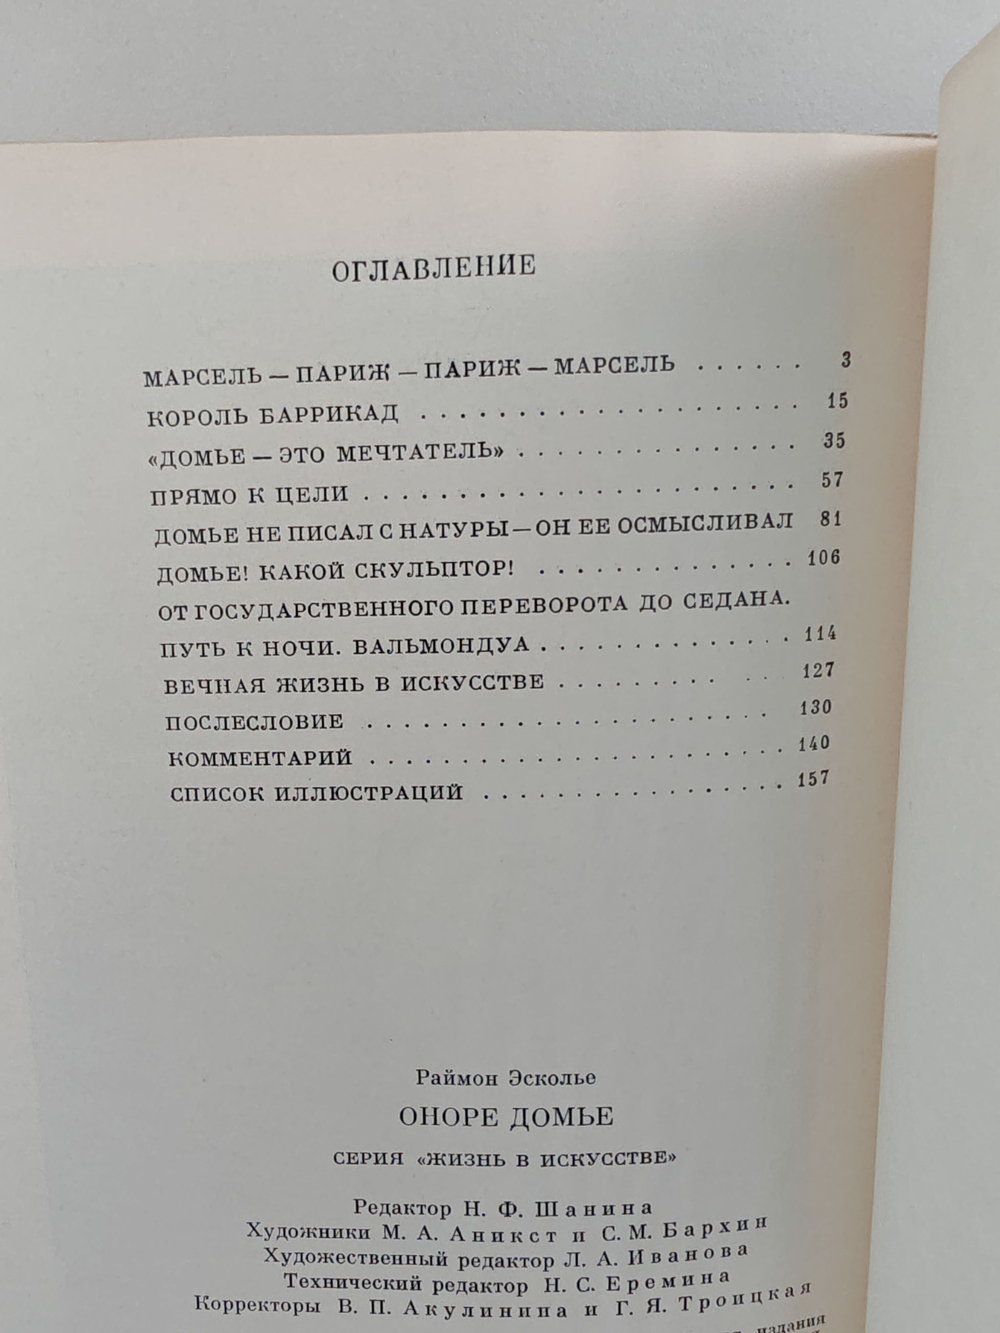 ОГЛАВЛЕНИЕ
МАРСЕЛЬ — ПАРИЖ — ПАРИЖ — МАРСЕЛЬ . . . . . . 3
КОРОЛЬ БАРРИКАД . . . . . . . . . . . . . . . . . 15
«ДОМЬЕ — ЭТО МЕЧТАТЕЛЬ» . . . . . . . . . . . . . 35
ПРЯМО К ЦЕЛИ . . . . . . . . . . . . . . . . . . . 57
ДОМЬЕ НЕ ПИСАЛ С НАТУРЫ — ОН ЕЕ ОСМЫСЛИВАЛ 81
ДОМЬЕ! КАКОЙ СКУЛЬПТОР! . . . . . . . . . . . . . 106
ОТ ГОСУДАРСТВЕННОГО ПЕРЕВОРОТА ДО СЕДАНА.
ПУТЬ К НОЧИ. ВАЛЬМОНДУА . . . . . . . . . . . . . 114
ВЕЧНАЯ ЖИЗНЬ В ИСКУССТВЕ . . . . . . . . . . . 127
ПОСЛЕСЛОВИЕ . . . . . . . . . . . . . . . . . . 130
КОММЕНТАРИЙ . . . . . . . . . . . . . . . . . . . 140
СПИСОК ИЛЛЮСТРАЦИЙ . . . . . . . . . . . . . . 157
Раймон Эсколье
ОНОРЕ ДОМЬЕ
СЕРИЯ «ЖИЗНЬ В ИСКУССТВЕ»
Редактор Н. Ф. Шанина
Художники М. А. Аникст и С. М. Бархин
Художественный редактор Л. А. Иванова
Технический редактор Н. С. Еремина
Корректоры В. П. Акулинина и Г. Я. Троицкая
издания